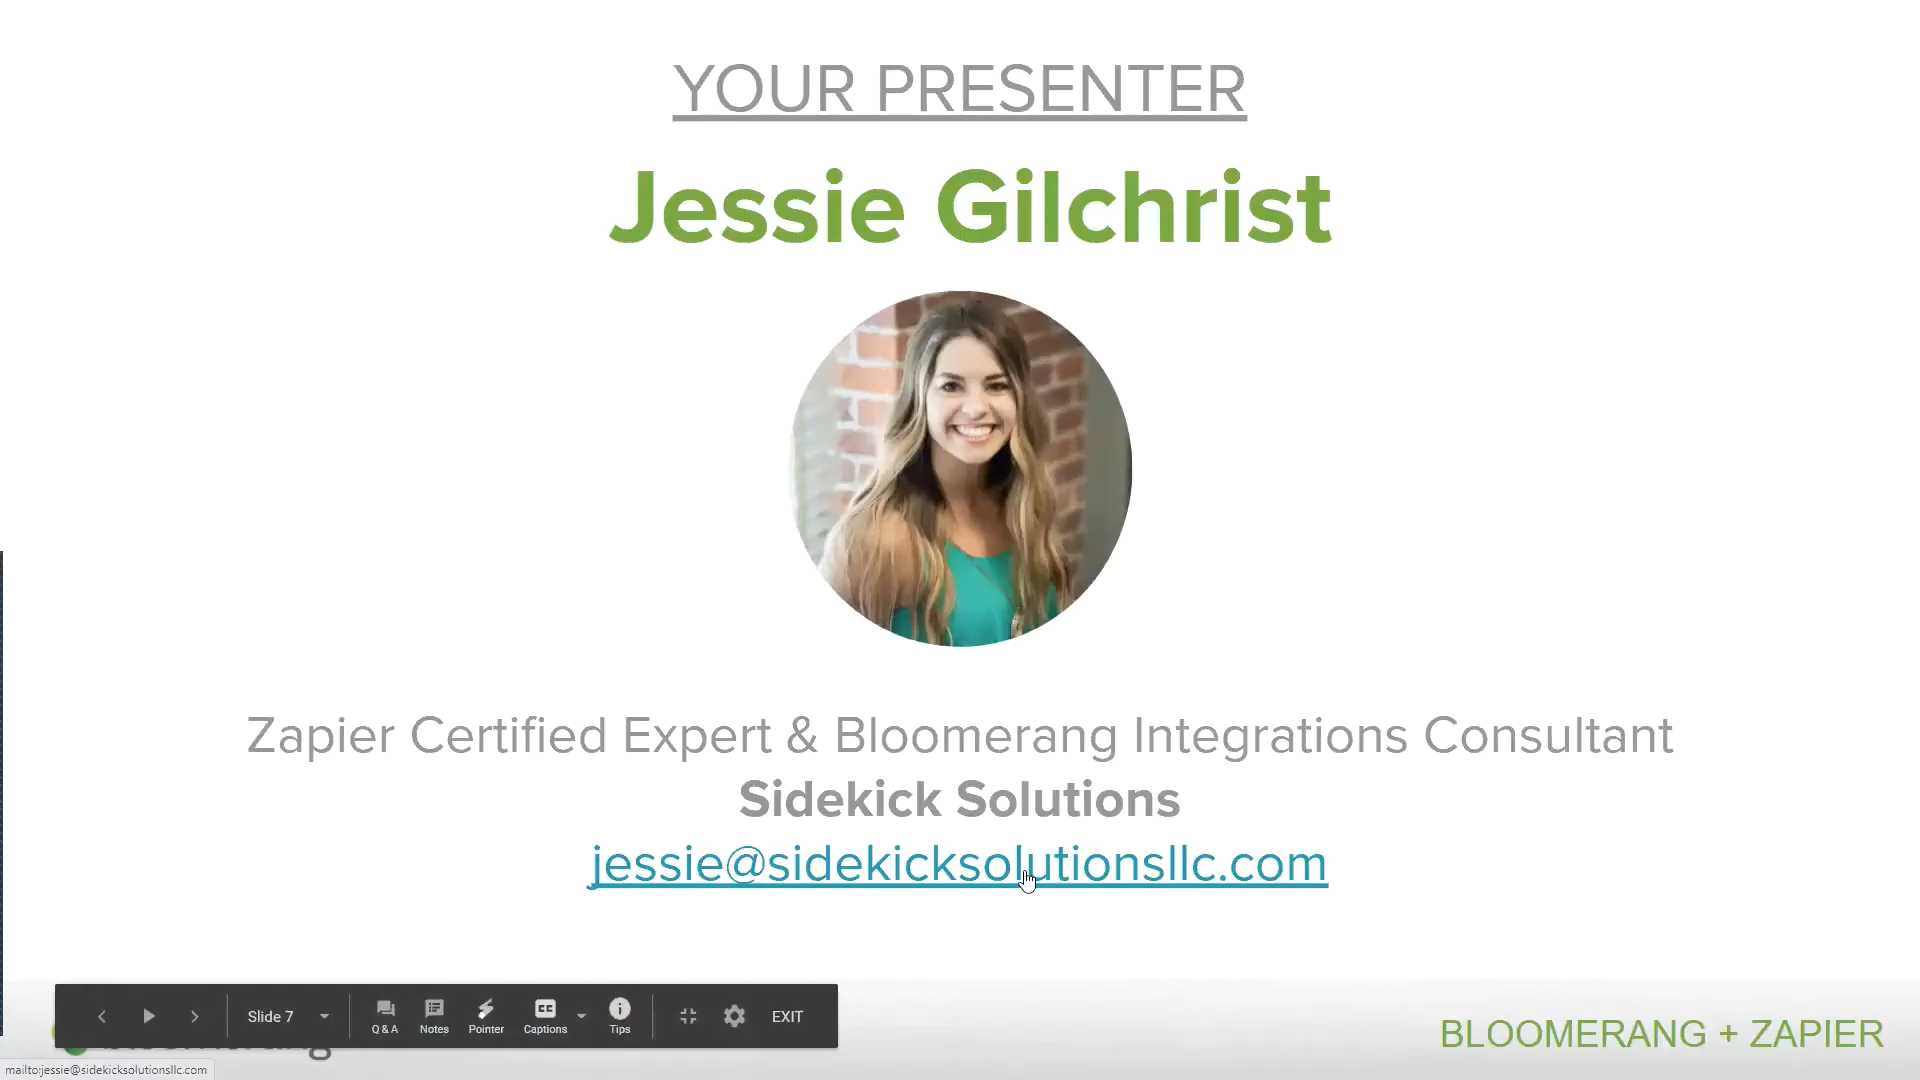 YOUR PRESENTER
Jessie Gilchrist
Zapier Certified Expert & Bloomerang Integrations Consultant
Sidekick Solutions
jessie@sidekicksolutionsllc.com
Slide 7
Q & A
Notes
Pointer
CC
Captions
Tips
EXIT
BLOOMERANG + ZAPIER
mailto:jessie@sidekicksolutionsllc.com